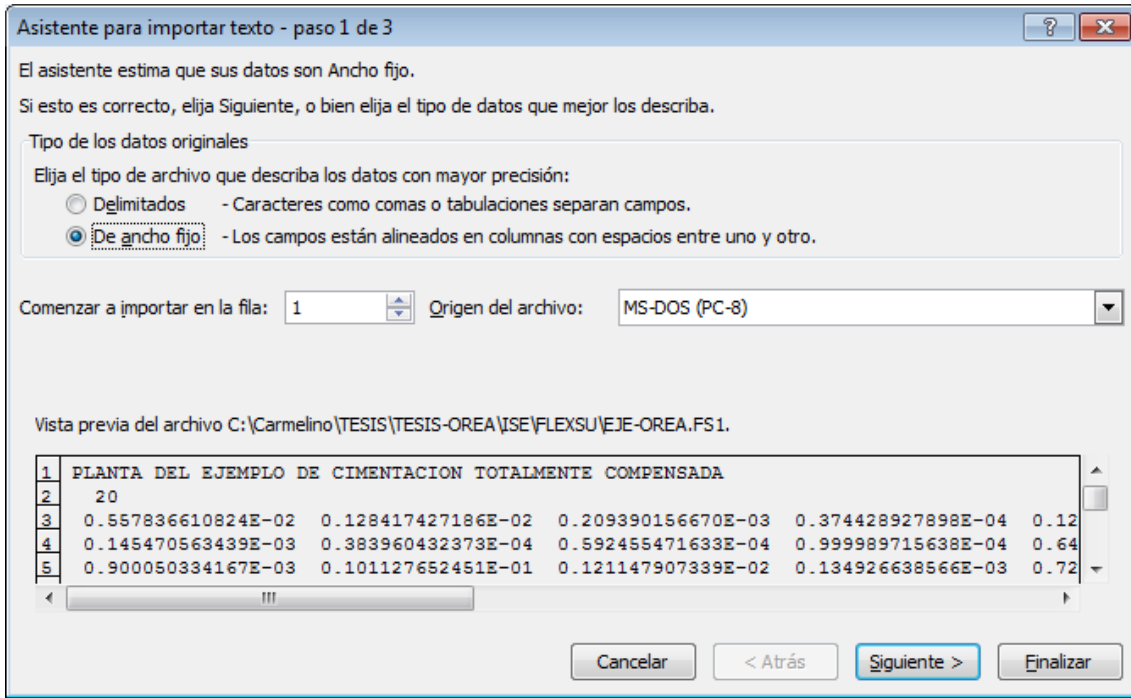 Asistente para importar texto - paso 1 de 3
El asistente estima que sus datos son Ancho fijo.
Si esto es correcto, elija Siguiente, o bien elija el tipo de datos que mejor los describa.
Tipo de los datos originales
Elija el tipo de archivo que describa los datos con mayor precisión:
Delimitados - Caracteres como comas o tabulaciones separan campos.
De ancho fijo - Los campos están alineados en columnas con espacios entre uno y otro.
Comenzar a importar en la fila: 1 Origen del archivo: MS-DOS (PC-8)
Vista previa del archivo C:\Carmelino\TESIS\TESIS-OREA\ISE\FLEXSU\EJE-OREA.FS1.
1 PLANTA DEL EJEMPLO DE CIMENTACION TOTALMENTE COMPENSADA
2 20
3 0.557836610824E-02 0.128417427186E-02 0.209390156670E-03 0.374428927898E-04 0.12
4 0.145470563439E-03 0.383960432373E-04 0.592455471633E-04 0.999989715638E-04 0.64
5 0.900050334167E-03 0.101127652451E-01 0.121147907339E-02 0.134926638566E-03 0.72
Cancelar < Atrás Siguiente > Finalizar